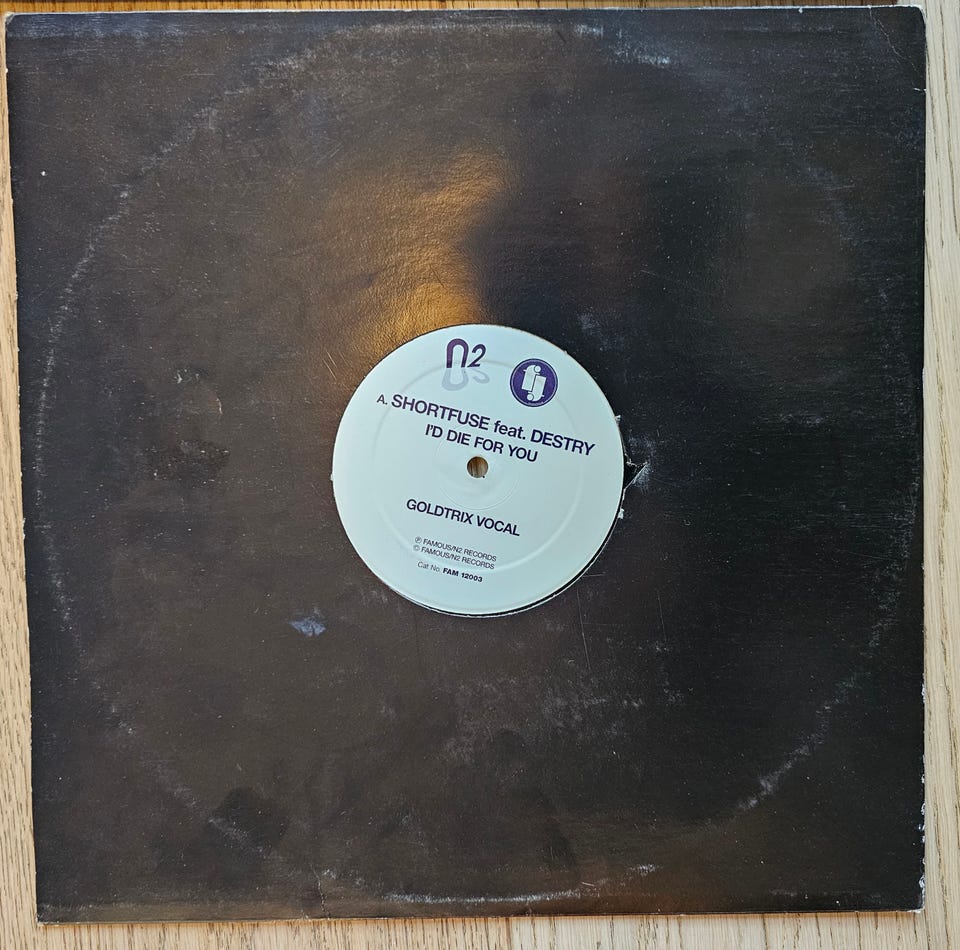 n2
A. SHORTFUSE feat. DESTRY
I'D DIE FOR YOU
GOLDTRIX VOCAL
℗ FAMOUS/N2 RECORDS
© FAMOUS/N2 RECORDS
Cat No. FAM 12003